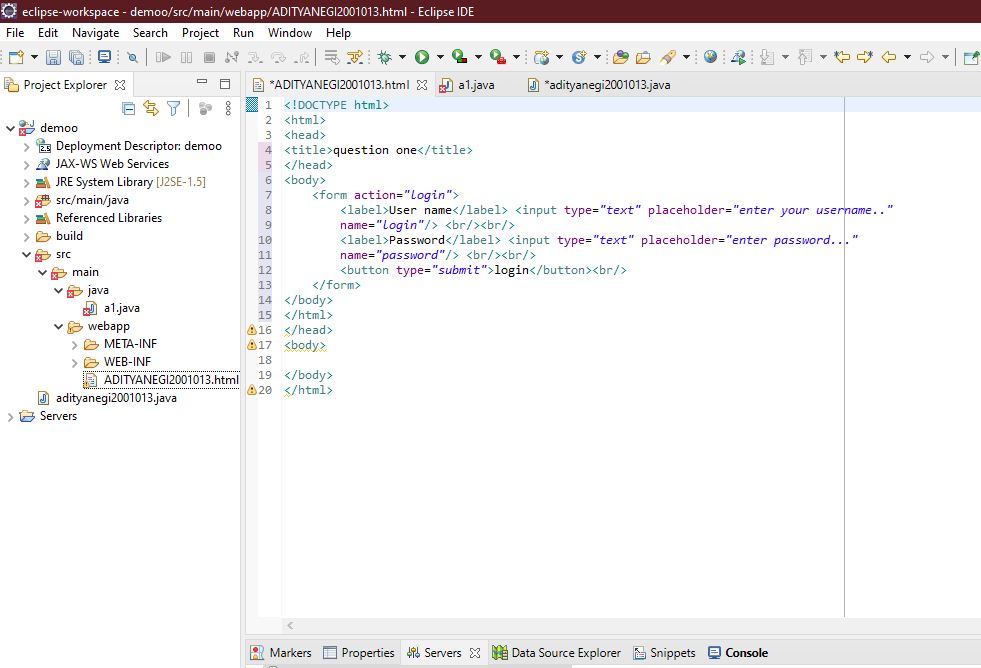 eclipse-workspace - demoo/src/main/webapp/ADITYANEGI2001013.html - Eclipse IDE
File Edit Navigate Search Project Run Window Help
Project Explorer
*ADITYANEGI2001013.html a1.java *adityanegi2001013.java
demoo
Deployment Descriptor: demoo
JAX-WS Web Services
JRE System Library [J2SE-1.5]
src/main/java
Referenced Libraries
build
src
main
java
a1.java
webapp
META-INF
WEB-INF
ADITYANEGI2001013.html
adityanegi2001013.java
Servers
1 <!DOCTYPE html>
2 <html>
3 <head>
4 <title>question one</title>
5 </head>
6 <body>
7 <form action="login">
8 <label>User name</label> <input type="text" placeholder="enter your username.."
9 name="login"/> <br/><br/>
10 <label>Password</label> <input type="text" placeholder="enter password..."
11 name="password"/> <br/><br/>
12 <button type="submit">login</button><br/>
13 </form>
14 </body>
15 </html>
16 </head>
17 <body>
18
19 </body>
20 </html>
Markers Properties Servers Data Source Explorer Snippets Console